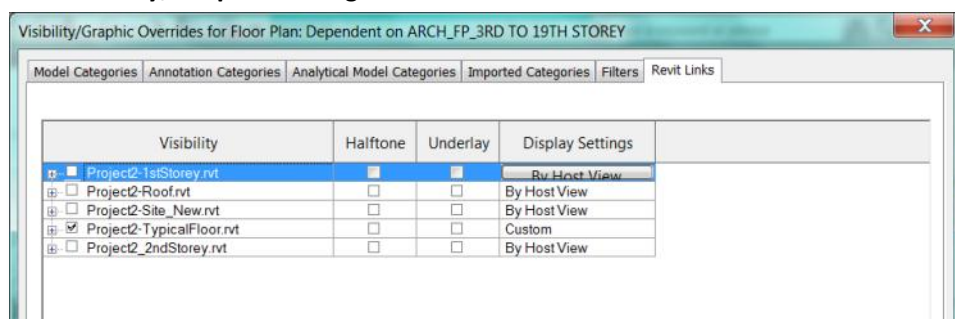 Visibility/Graphic Overrides for Floor Plan: Dependent on ARCH_FP_3RD TO 19TH STOREY
Model Categories Annotation Categories Analytical Model Categories Imported Categories Filters Revit Links
Visibility Halftone Underlay Display Settings
Project2-1stStorey.rvt By Host View
Project2-Roof.rvt By Host View
Project2-Site_New.rvt By Host View
Project2-TypicalFloor.rvt Custom
Project2_2ndStorey.rvt By Host View